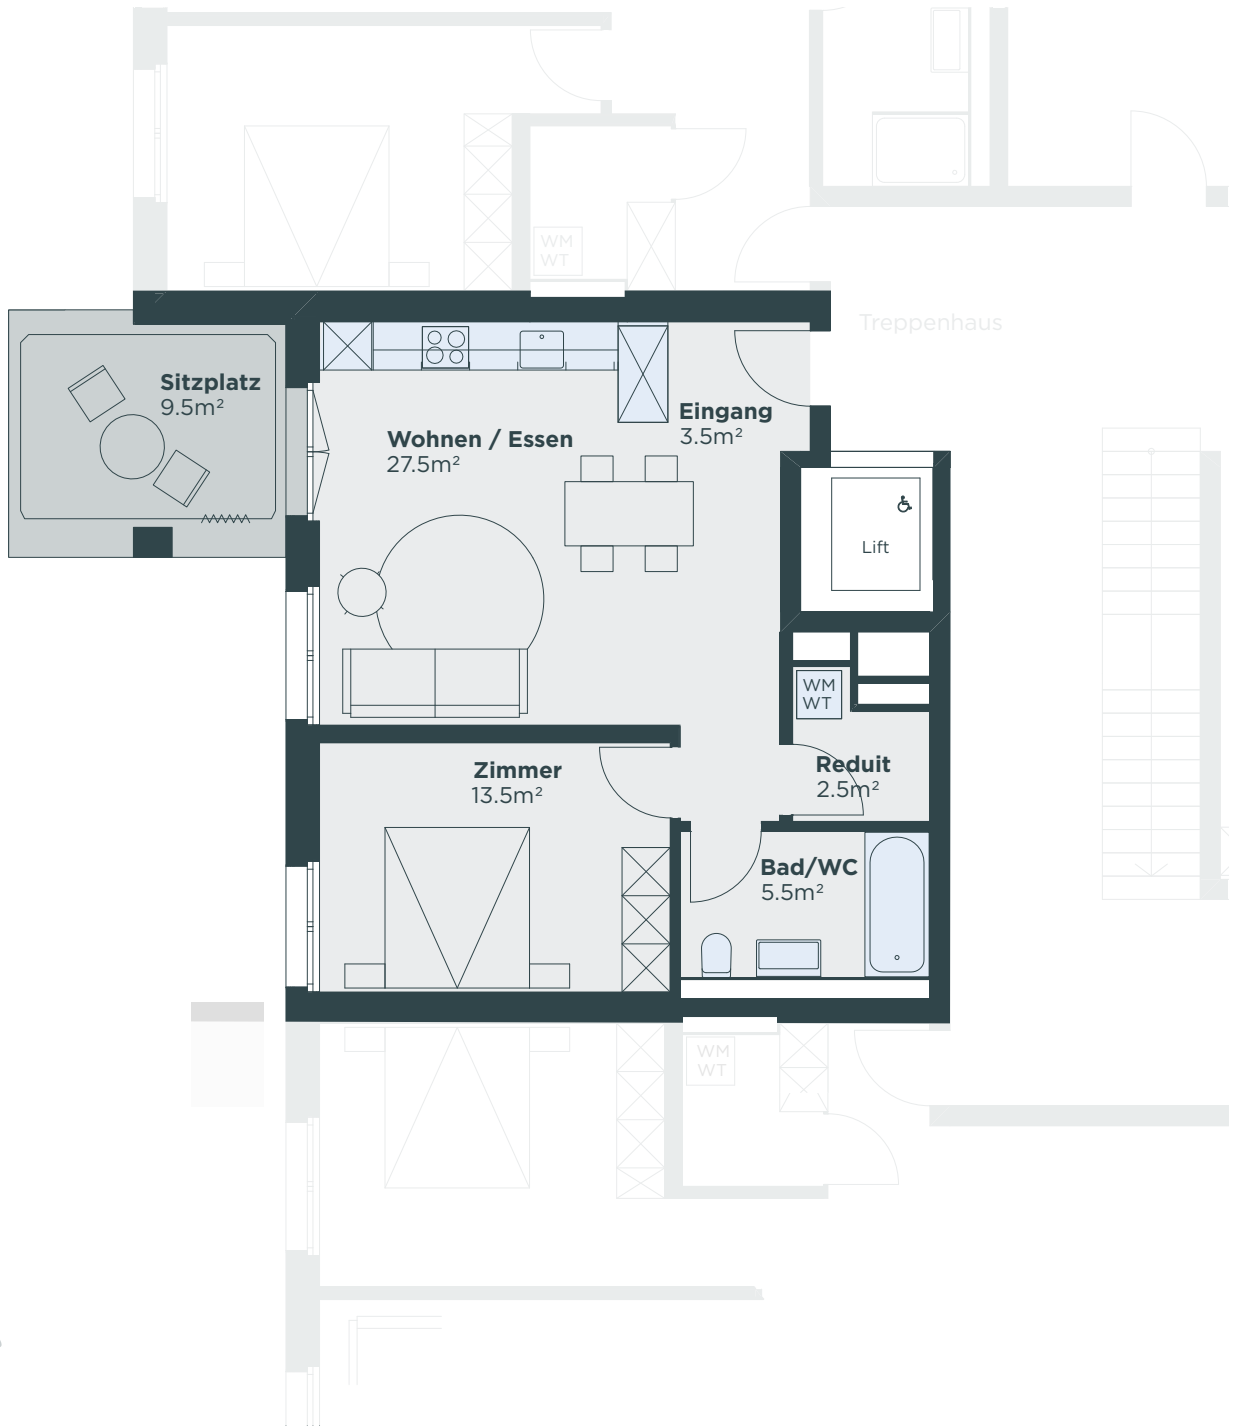 WM
WT
Treppenhaus
Sitzplatz
9.5m²
Eingang
3.5m²
Wohnen / Essen
27.5m²
Lift
WM
WT
Reduit
2.5m²
Zimmer
13.5m²
Bad/WC
5.5m²
WM
WT